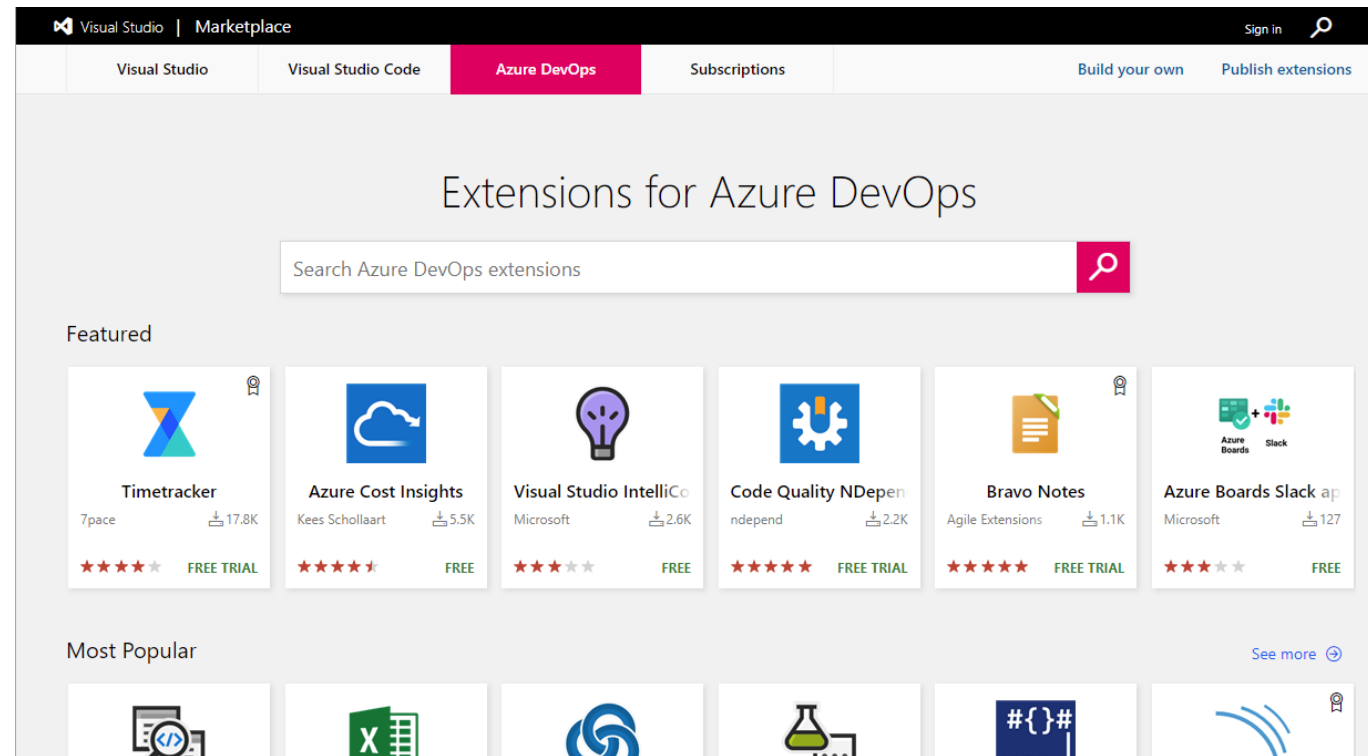 Visual Studio | Marketplace
Sign in
Visual Studio
Visual Studio Code
Azure DevOps
Subscriptions
Build your own
Publish extensions
Extensions for Azure DevOps
Search Azure DevOps extensions
Featured
Timetracker
7pace
17.8K
FREE TRIAL
Azure Cost Insights
Kees Schollaart
5.5K
FREE
Visual Studio IntelliCo
Microsoft
2.6K
FREE
Code Quality NDepen
ndepend
2.2K
FREE TRIAL
Bravo Notes
Agile Extensions
1.1K
FREE TRIAL
Azure Boards
+
Slack
Azure Boards Slack ap
Microsoft
127
FREE
Most Popular
See more
</>
X
#{}#